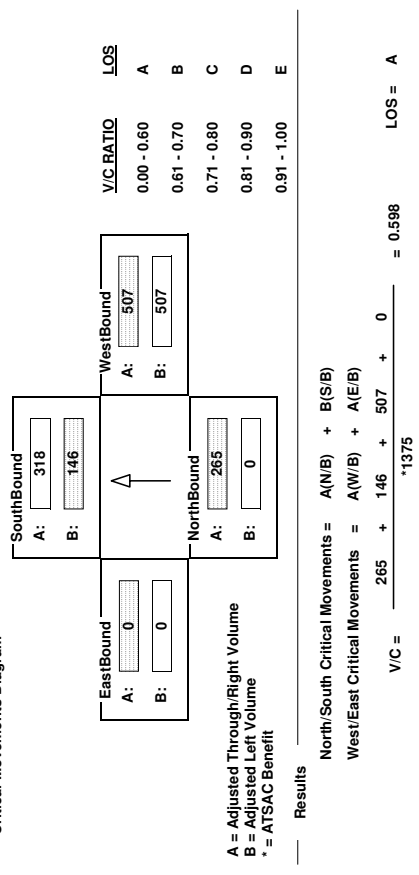 SouthBound
A: 318
B: 146
EastBound
A: 0
B: 0
WestBound
A: 507
B: 507
NorthBound
A: 265
B: 0
V/C RATIO LOS
0.00 - 0.60 A
0.61 - 0.70 B
0.71 - 0.80 C
0.81 - 0.90 D
0.91 - 1.00 E
A = Adjusted Through/Right Volume
B = Adjusted Left Volume
* = ATSAC Benefit
Results
North/South Critical Movements = A(N/B) + B(S/B)
West/East Critical Movements = A(W/B) + A(E/B)
V/C = 265 + 146 + 507 + 0 = 0.598 LOS = A
*1375